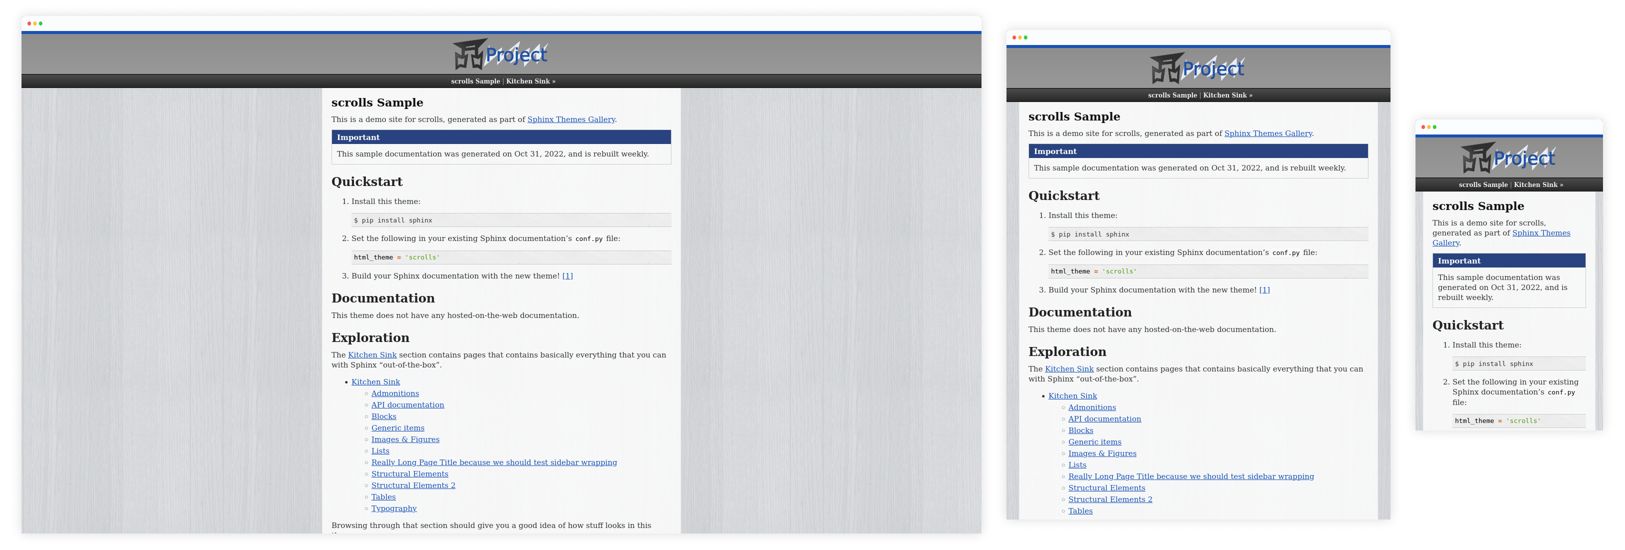 Project
scrolls Sample | Kitchen Sink »
scrolls Sample
This is a demo site for scrolls, generated as part of Sphinx Themes Gallery.
Important
This sample documentation was generated on Oct 31, 2022, and is rebuilt weekly.
Quickstart
1. Install this theme:
$ pip install sphinx
2. Set the following in your existing Sphinx documentation’s conf.py file:
html_theme = 'scrolls'
3. Build your Sphinx documentation with the new theme! [1]
Documentation
This theme does not have any hosted-on-the-web documentation.
Exploration
The Kitchen Sink section contains pages that contains basically everything that you can
with Sphinx “out-of-the-box”.
• Kitchen Sink
○ Admonitions
○ API documentation
○ Blocks
○ Generic items
○ Images & Figures
○ Lists
○ Really Long Page Title because we should test sidebar wrapping
○ Structural Elements
○ Structural Elements 2
○ Tables
○ Typography
Browsing through that section should give you a good idea of how stuff looks in this
Project
scrolls Sample | Kitchen Sink »
scrolls Sample
This is a demo site for scrolls, generated as part of Sphinx Themes Gallery.
Important
This sample documentation was generated on Oct 31, 2022, and is rebuilt weekly.
Quickstart
1. Install this theme:
$ pip install sphinx
2. Set the following in your existing Sphinx documentation’s conf.py file:
html_theme = 'scrolls'
3. Build your Sphinx documentation with the new theme! [1]
Documentation
This theme does not have any hosted-on-the-web documentation.
Exploration
The Kitchen Sink section contains pages that contains basically everything that you can
with Sphinx “out-of-the-box”.
• Kitchen Sink
○ Admonitions
○ API documentation
○ Blocks
○ Generic items
○ Images & Figures
○ Lists
○ Really Long Page Title because we should test sidebar wrapping
○ Structural Elements
○ Structural Elements 2
○ Tables
Project
scrolls Sample | Kitchen Sink »
scrolls Sample
This is a demo site for scrolls,
generated as part of Sphinx Themes
Gallery.
Important
This sample documentation was
generated on Oct 31, 2022, and is
rebuilt weekly.
Quickstart
1. Install this theme:
$ pip install sphinx
2. Set the following in your existing
Sphinx documentation’s conf.py
file:
html_theme = 'scrolls'